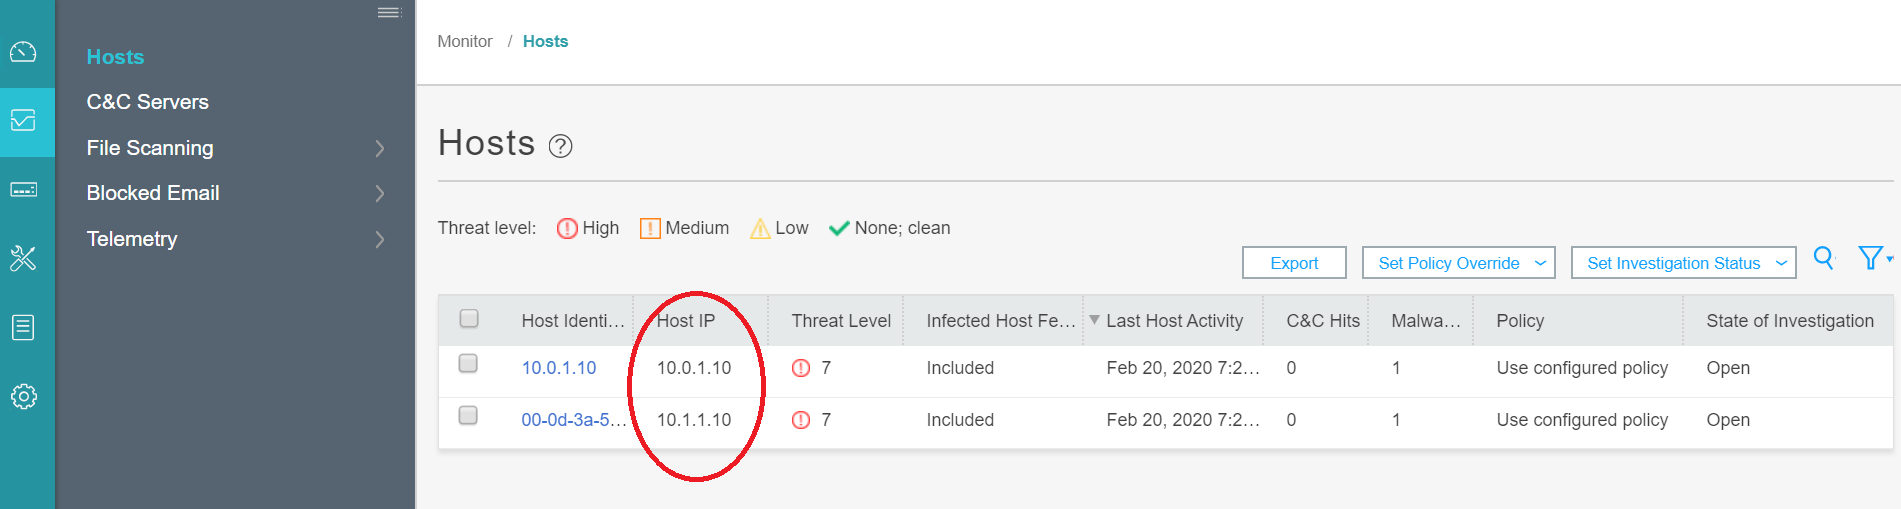 Hosts
C&C Servers
File Scanning
Blocked Email
Telemetry
Monitor / Hosts
Hosts ?
Threat level: High Medium Low None; clean
Export Set Policy Override Set Investigation Status
Host Identi... Host IP Threat Level Infected Host Fe... Last Host Activity C&C Hits Malwa... Policy State of Investigation
10.0.1.10 10.0.1.10 7 Included Feb 20, 2020 7:2... 0 1 Use configured policy Open
00-0d-3a-5... 10.1.1.10 7 Included Feb 20, 2020 7:2... 0 1 Use configured policy Open